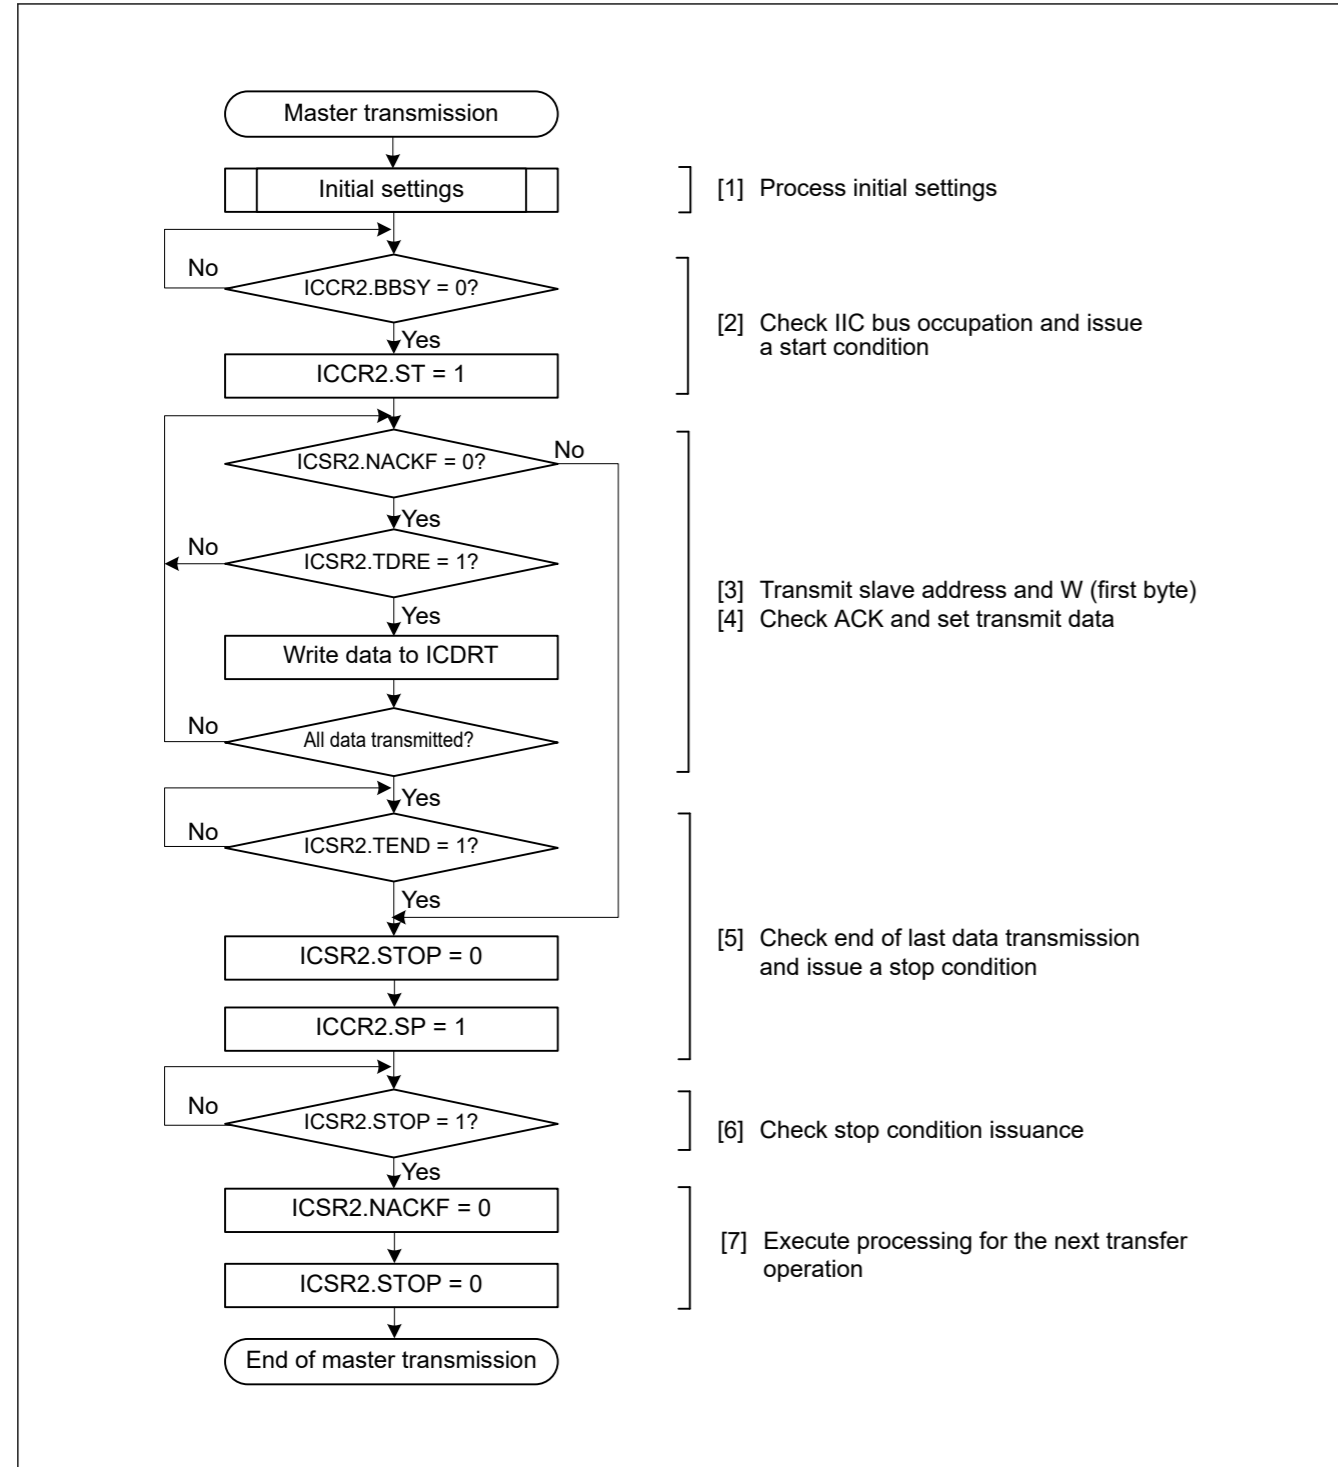 Master transmission
Initial settings
[1] Process initial settings
No
ICCR2.BBSY = 0?
Yes
[2] Check IIC bus occupation and issue
a start condition
ICCR2.ST = 1
No
ICSR2.NACKF = 0?
Yes
No
ICSR2.TDRE = 1?
Yes
[3] Transmit slave address and W (first byte)
[4] Check ACK and set transmit data
Write data to ICDRT
No
All data transmitted?
Yes
No
ICSR2.TEND = 1?
Yes
[5] Check end of last data transmission
and issue a stop condition
ICSR2.STOP = 0
ICCR2.SP = 1
No
ICSR2.STOP = 1?
[6] Check stop condition issuance
Yes
ICSR2.NACKF = 0
[7] Execute processing for the next transfer
operation
ICSR2.STOP = 0
End of master transmission